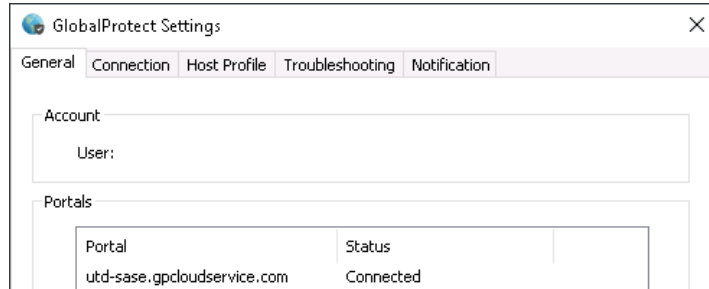 GlobalProtect Settings
General Connection Host Profile Troubleshooting Notification
Account
User:
Portals
Portal Status
utd-sase.gpcloudservice.com Connected